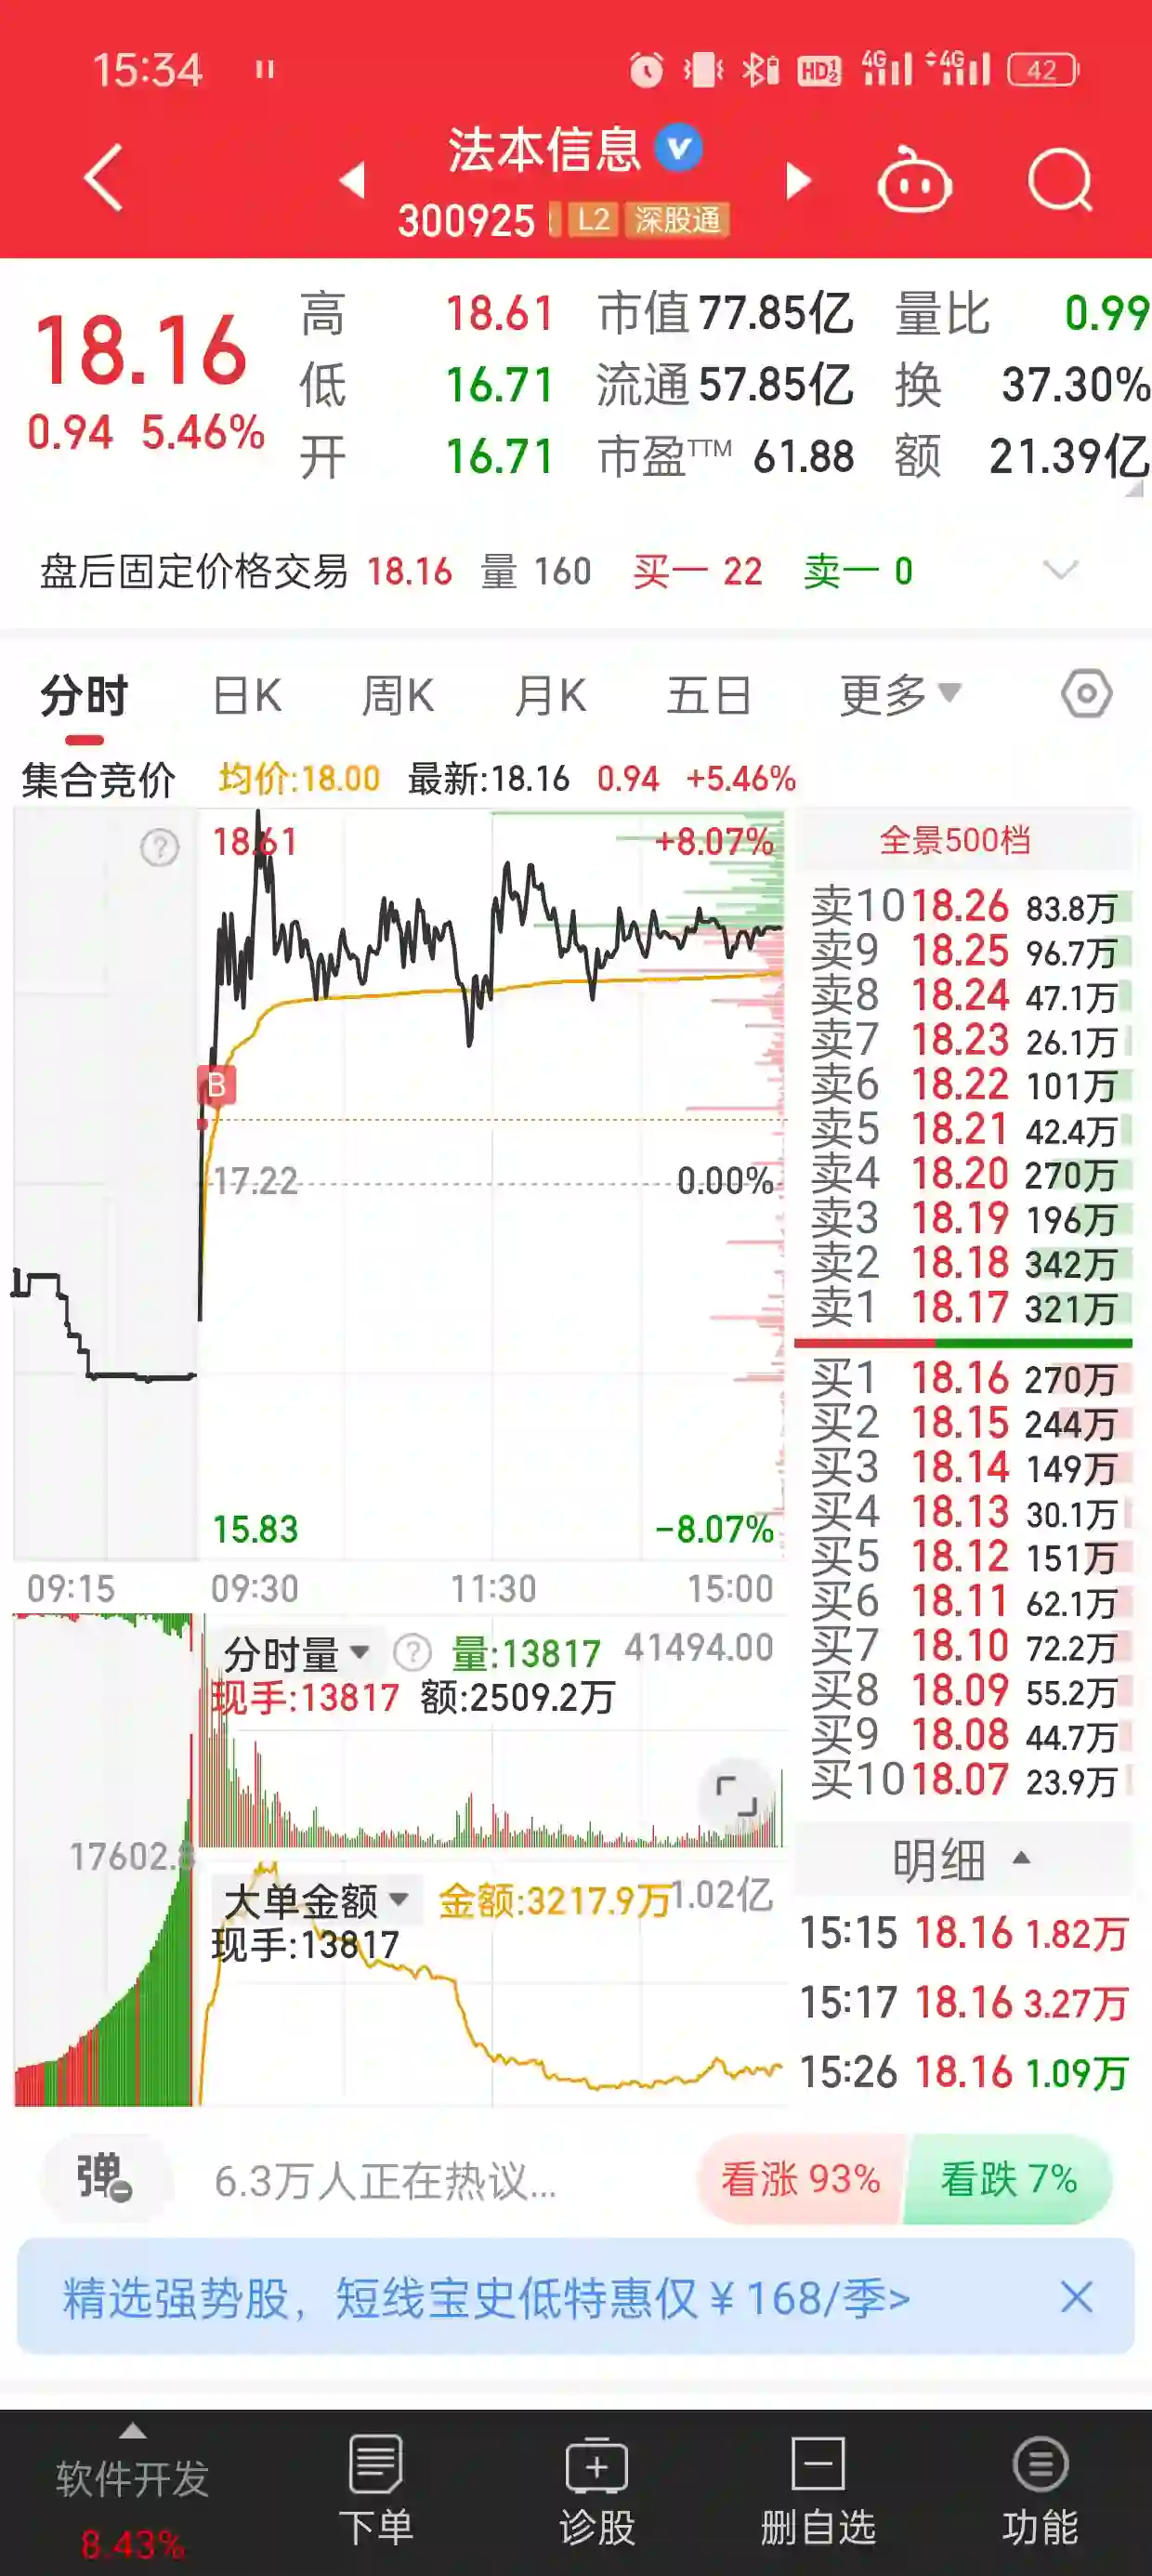 15:34 HD 4G 4G 42
法本信息
300925 L2 深股通
18.16
0.94 5.46%
高 18.61 市值 77.85亿 量比 0.99
低 16.71 流通 57.85亿 换 37.30%
开 16.71 市盈TTM 61.88 额 21.39亿
盘后固定价格交易 18.16 量 160 买一 22 卖一 0
分时 日K 周K 月K 五日 更多
集合竞价 均价:18.00 最新:18.16 0.94 +5.46%
18.61 +8.07%
B
17.22 0.00%
15.83 -8.07%
09:15 09:30 11:30 15:00
全景500档
卖10 18.26 83.8万
卖9 18.25 96.7万
卖8 18.24 47.1万
卖7 18.23 26.1万
卖6 18.22 101万
卖5 18.21 42.4万
卖4 18.20 270万
卖3 18.19 196万
卖2 18.18 342万
卖1 18.17 321万
买1 18.16 270万
买2 18.15 244万
买3 18.14 149万
买4 18.13 30.1万
买5 18.12 151万
买6 18.11 62.1万
买7 18.10 72.2万
买8 18.09 55.2万
买9 18.08 44.7万
买10 18.07 23.9万
分时量 量:13817 41494.00
现手:13817 额:2509.2万
17602.8
大单金额 金额:3217.9万 1.02亿
现手:13817
明细
15:15 18.16 1.82万
15:17 18.16 3.27万
15:26 18.16 1.09万
弹 6.3万人正在热议... 看涨 93% 看跌 7%
精选强势股，短线宝史低特惠仅￥168/季>
软件开发 下单 诊股 删自选 功能
8.43%